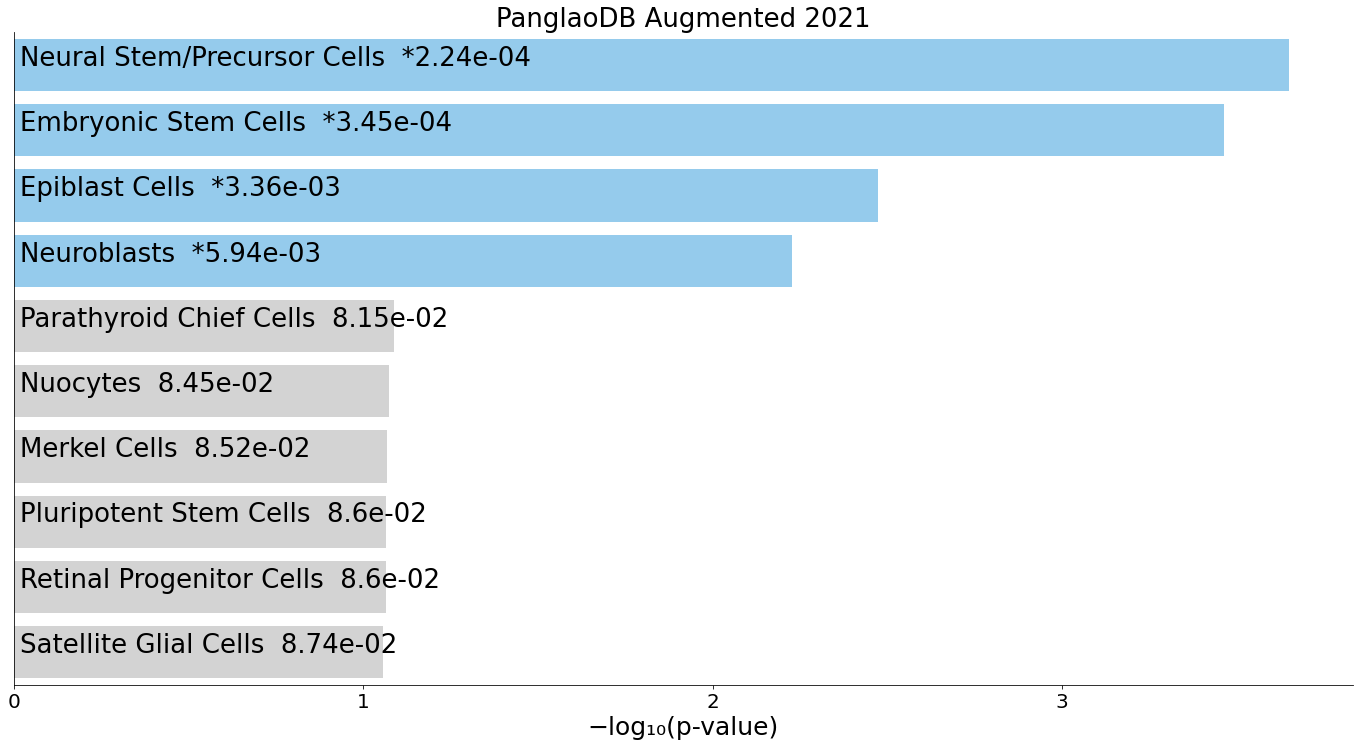 PanglaoDB Augmented 2021
Neural Stem/Precursor Cells  *2.24e-04
Embryonic Stem Cells  *3.45e-04
Epiblast Cells  *3.36e-03
Neuroblasts  *5.94e-03
Parathyroid Chief Cells  8.15e-02
Nuocytes  8.45e-02
Merkel Cells  8.52e-02
Pluripotent Stem Cells  8.6e-02
Retinal Progenitor Cells  8.6e-02
Satellite Glial Cells  8.74e-02
0 1 2 3
−log₁₀(p-value)